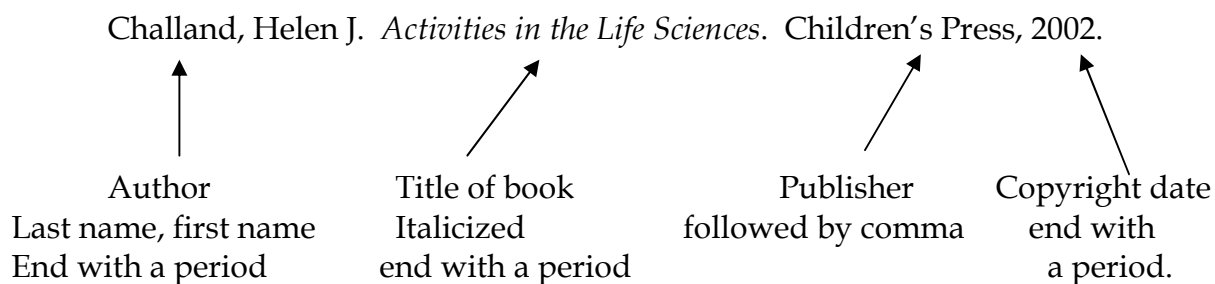 Challand, Helen J.  Activities in the Life Sciences.  Children’s Press, 2002.
Author Title of book Publisher Copyright date
Last name, first name Italicized followed by comma end with
End with a period end with a period a period.